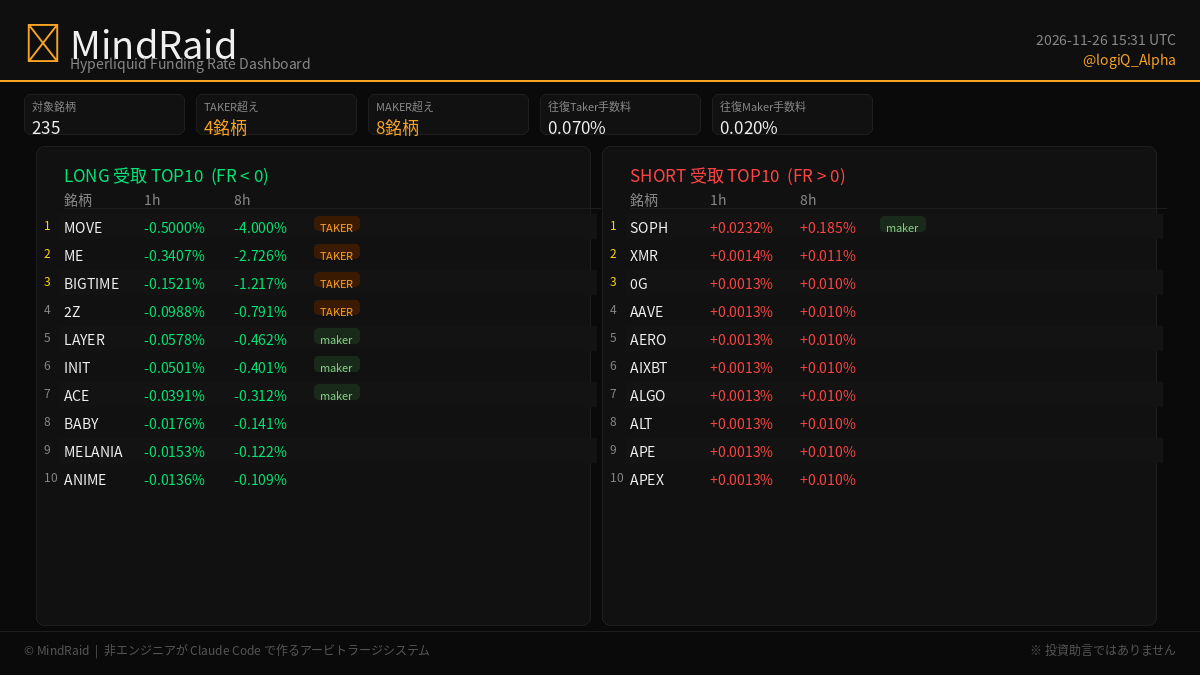 MindRaid
Hyperliquid Funding Rate Dashboard
2026-11-26 15:31 UTC
@logiQ_Alpha
対象銘柄
235
TAKER超え
4銘柄
MAKER超え
8銘柄
往復Taker手数料
0.070%
往復Maker手数料
0.020%
LONG 受取 TOP10 (FR < 0)
銘柄 1h 8h
1 MOVE -0.5000% -4.000% TAKER
2 ME -0.3407% -2.726% TAKER
3 BIGTIME -0.1521% -1.217% TAKER
4 2Z -0.0988% -0.791% TAKER
5 LAYER -0.0578% -0.462% maker
6 INIT -0.0501% -0.401% maker
7 ACE -0.0391% -0.312% maker
8 BABY -0.0176% -0.141%
9 MELANIA -0.0153% -0.122%
10 ANIME -0.0136% -0.109%
SHORT 受取 TOP10 (FR > 0)
銘柄 1h 8h
1 SOPH +0.0232% +0.185% maker
2 XMR +0.0014% +0.011%
3 0G +0.0013% +0.010%
4 AAVE +0.0013% +0.010%
5 AERO +0.0013% +0.010%
6 AIXBT +0.0013% +0.010%
7 ALGO +0.0013% +0.010%
8 ALT +0.0013% +0.010%
9 APE +0.0013% +0.010%
10 APEX +0.0013% +0.010%
© MindRaid | 非エンジニアが Claude Code で作るアービトラージシステム
※ 投資助言ではありません